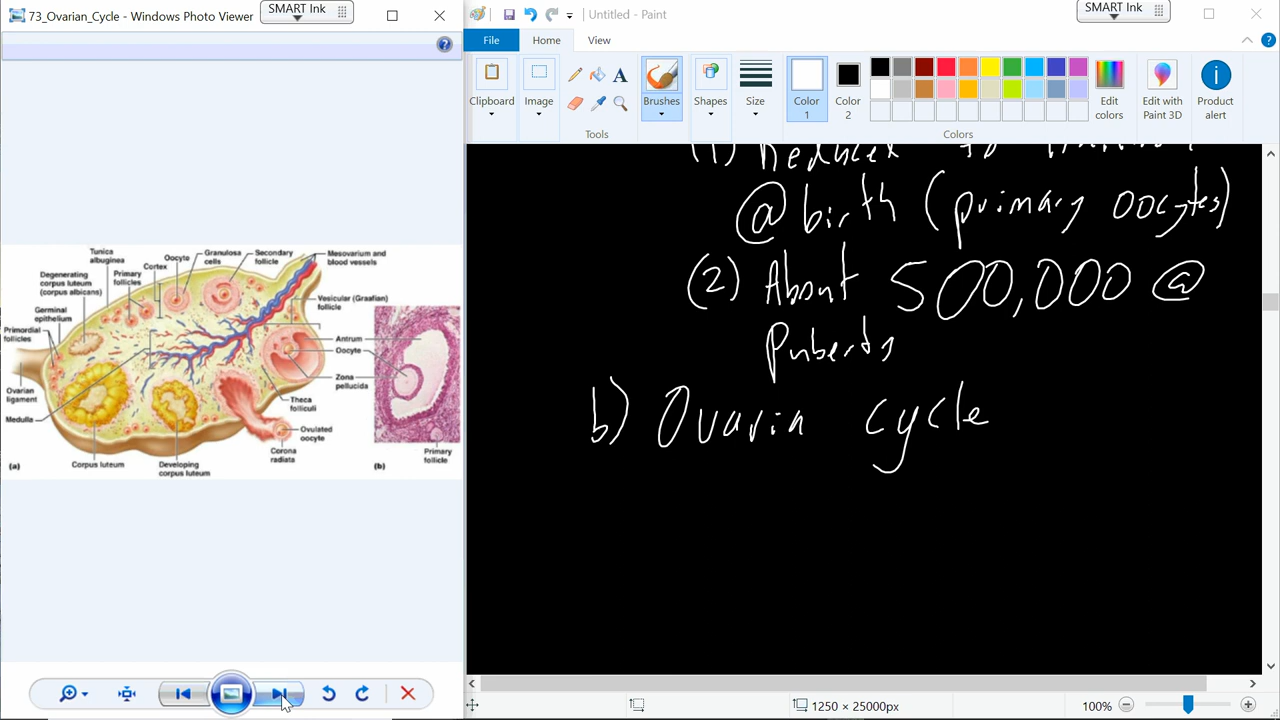 73_Ovarian_Cycle - Windows Photo Viewer
SMART Ink
Untitled - Paint
SMART Ink
File
Home
View
Clipboard
Image
Tools
Brushes
Shapes
Size
Color 1
Color 2
Colors
Edit colors
Edit with Paint 3D
Product alert
Tunica albuginea
Degenerating corpus luteum (corpus albicans)
Germinal epithelium
Primordial follicles
Ovarian ligament
Medulla
Primary follicles
Cortex
Oocyte
Granulosa cells
Secondary follicle
Mesovarium and blood vessels
Vesicular (Graafian) follicle
Antrum
Oocyte
Zona pellucida
Theca folliculi
Ovulated oocyte
Corona radiata
Corpus luteum
Developing corpus luteum
Primary follicle
(a)
(b)
(1) Reduced to
@ birth (primary oocytes)
(2) About 500,000 @
Puberty
b) Ovaria cycle
1250 × 25000px
100%